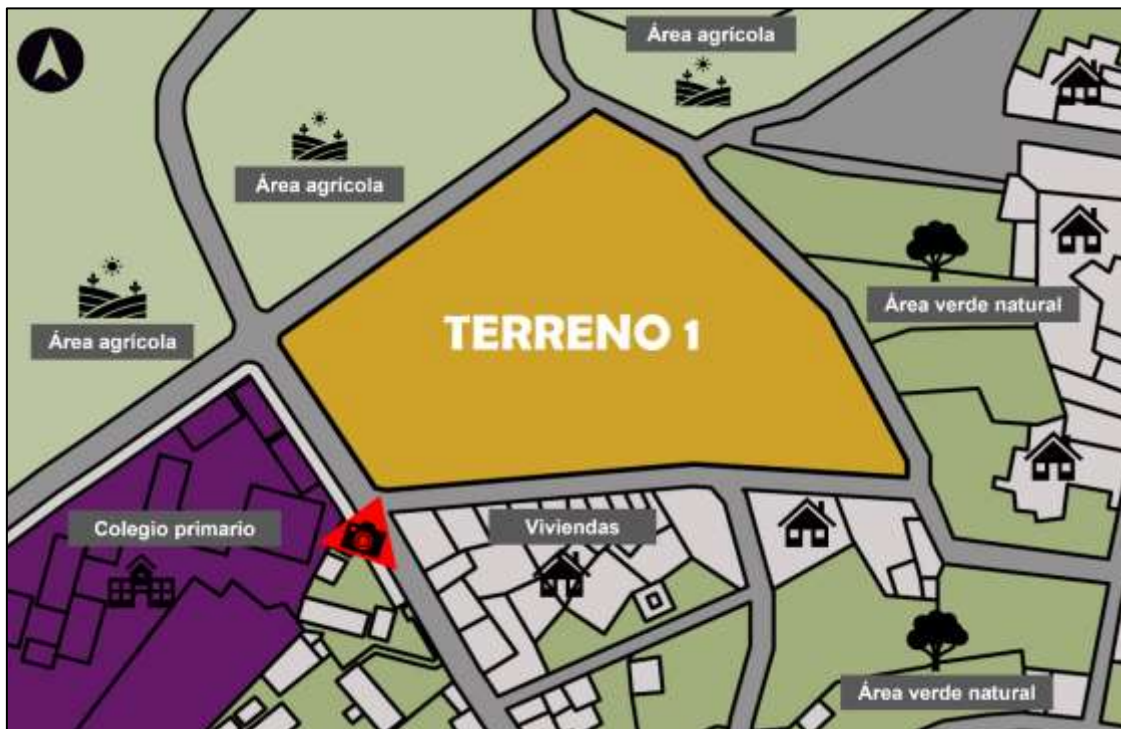 Área agrícola
Área agrícola
Área verde natural
TERRENO 1
Área agrícola
Colegio primario
Viviendas
Área verde natural